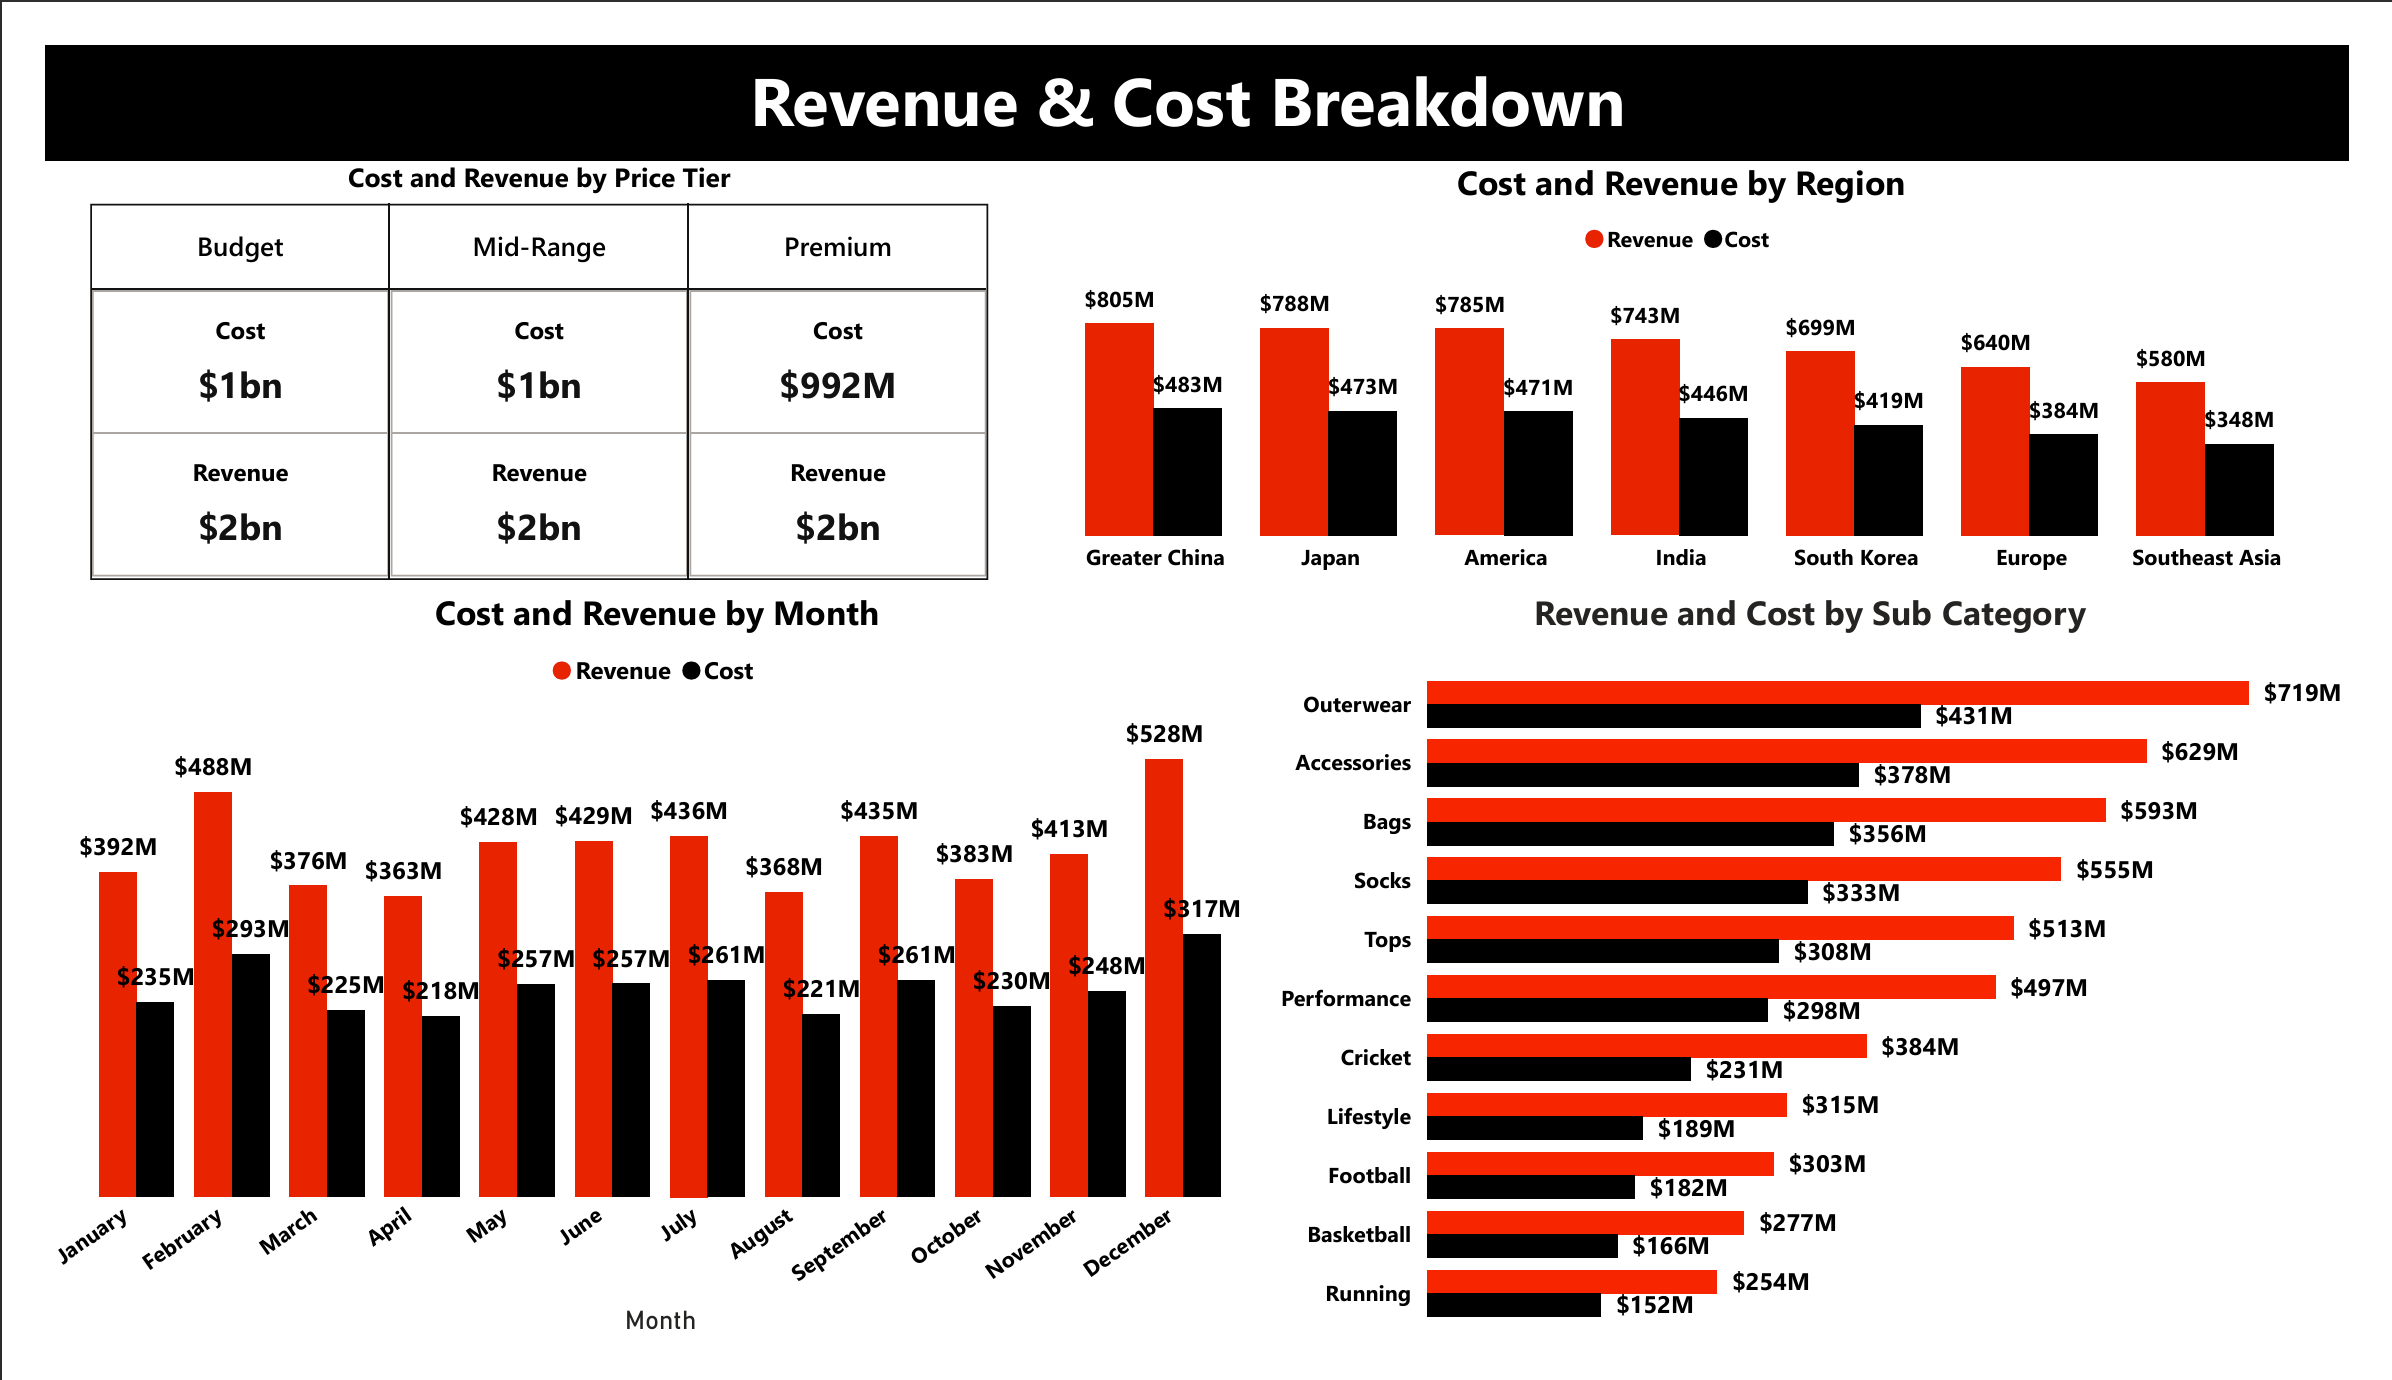 Revenue & Cost Breakdown
Cost and Revenue by Price Tier
Budget Mid-Range Premium
Cost Cost Cost
$1bn $1bn $992M
Revenue Revenue Revenue
$2bn $2bn $2bn
Cost and Revenue by Region
Revenue Cost
$805M $788M $785M $743M $699M $640M $580M
$483M $473M $471M $446M $419M $384M $348M
Greater China Japan America India South Korea Europe Southeast Asia
Cost and Revenue by Month
Revenue Cost
$392M $488M $376M $363M $428M $429M $436M $368M $435M $383M $413M $528M
$235M $293M $225M $218M $257M $257M $261M $221M $261M $230M $248M $317M
January February March April May June July August September October November December
Month
Revenue and Cost by Sub Category
Outerwear $719M $431M
Accessories $629M $378M
Bags $593M $356M
Socks $555M $333M
Tops $513M $308M
Performance $497M $298M
Cricket $384M $231M
Lifestyle $315M $189M
Football $303M $182M
Basketball $277M $166M
Running $254M $152M